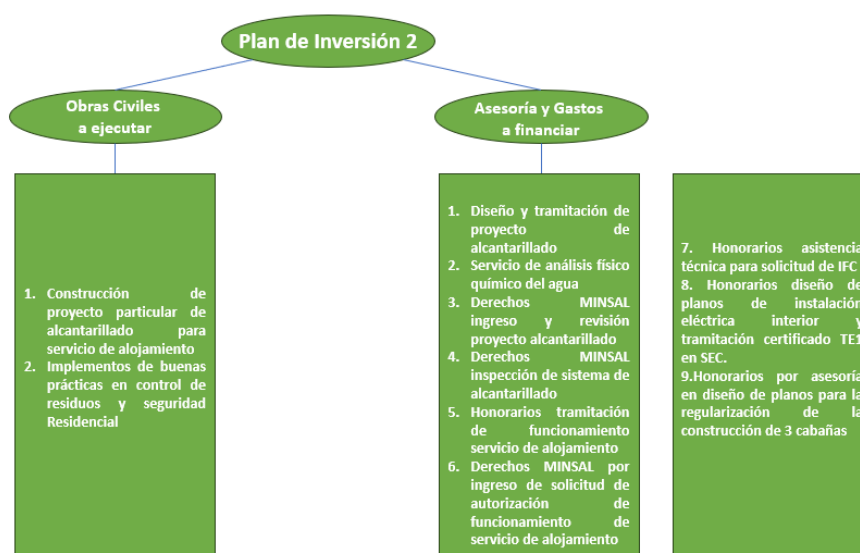 Plan de Inversión 2
Obras Civiles
a ejecutar
Asesoría y Gastos
a financiar
1. Construcción de
proyecto particular de
alcantarillado para
servicio de alojamiento
2. Implementos de buenas
prácticas en control de
residuos y seguridad
Residencial
1. Diseño y tramitación de
proyecto de
alcantarillado
2. Servicio de análisis físico
químico del agua
3. Derechos MINSAL
ingreso y revisión
proyecto alcantarillado
4. Derechos MINSAL
inspección de sistema de
alcantarillado
5. Honorarios tramitación
de funcionamiento
servicio de alojamiento
6. Derechos MINSAL por
ingreso de solicitud de
autorización de
funcionamiento de
servicio de alojamiento
7. Honorarios asistencia
técnica para solicitud de IFC
8. Honorarios diseño de
planos de instalación
eléctrica interior y
tramitación certificado TE1
en SEC.
9.Honorarios por asesoría
en diseño de planos para la
regularización de la
construcción de 3 cabañas